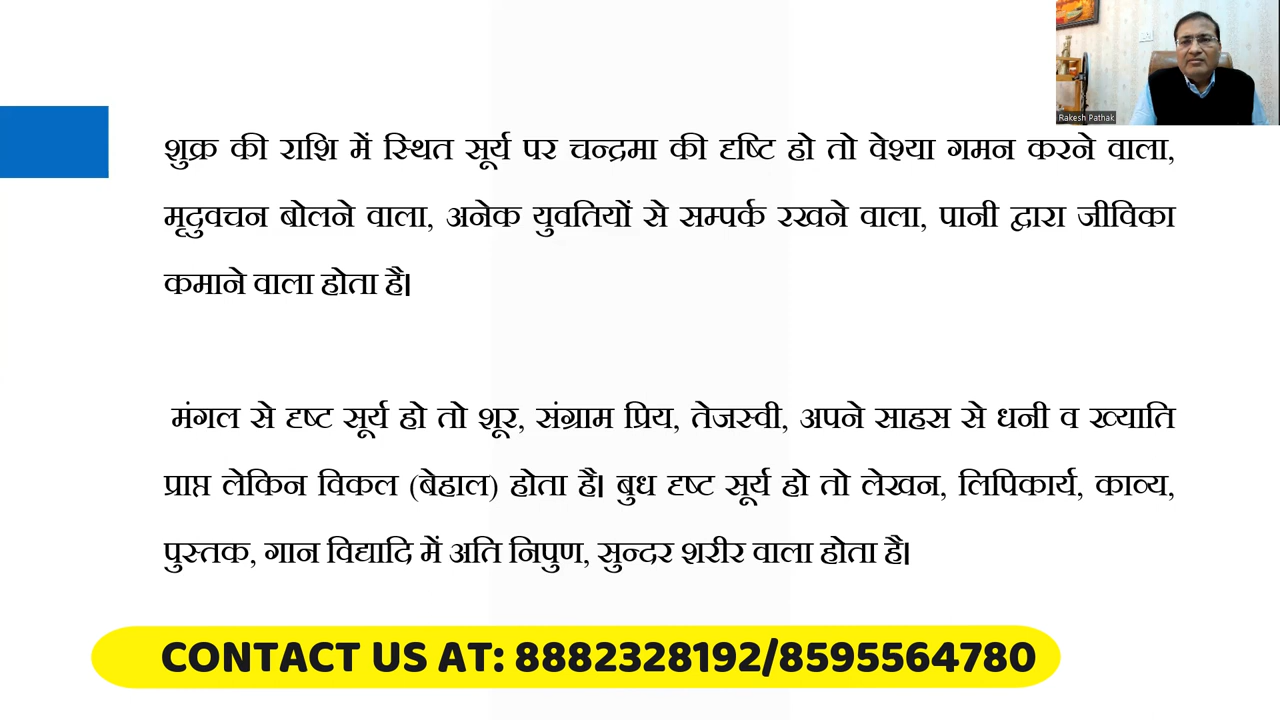 Rakesh Pathak
शुक्र की राशि में स्थित सूर्य पर चन्द्रमा की दृष्टि हो तो वेश्या गमन करने वाला,
मृदुवचन बोलने वाला, अनेक युवतियों से सम्पर्क रखने वाला, पानी द्वारा जीविका
कमाने वाला होता है।
मंगल से दृष्ट सूर्य हो तो शूर, संग्राम प्रिय, तेजस्वी, अपने साहस से धनी व ख्याति
प्राप्त लेकिन विकल (बेहाल) होता है। बुध दृष्ट सूर्य हो तो लेखन, लिपिकार्य, काव्य,
पुस्तक, गान विद्यादि में अति निपुण, सुन्दर शरीर वाला होता है।
CONTACT US AT: 8882328192/8595564780